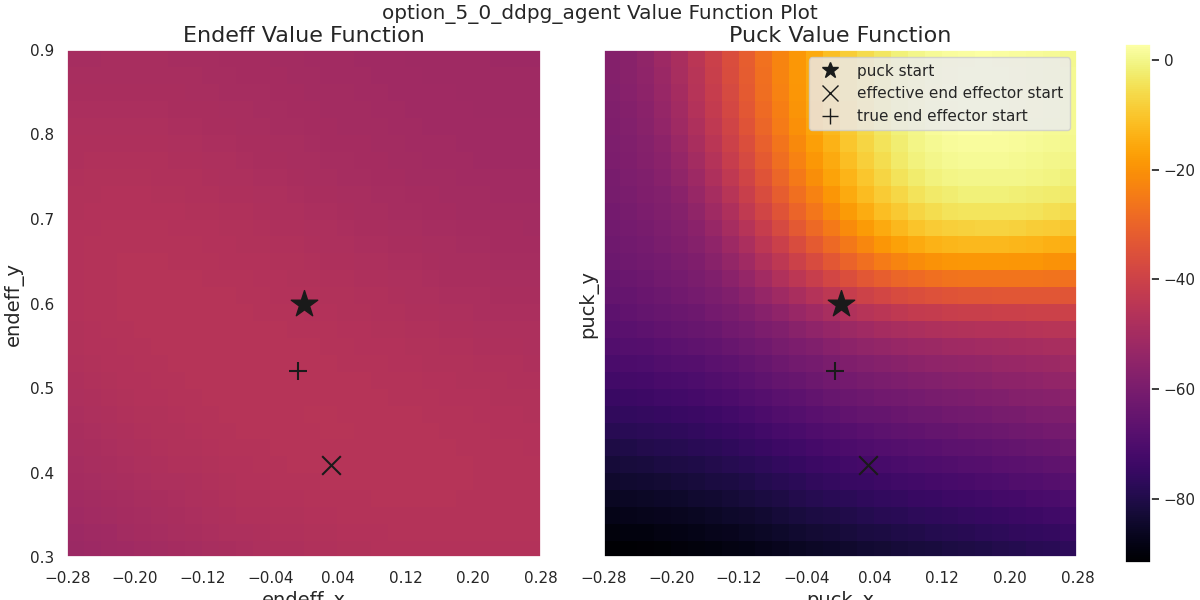 option_5_0_ddpg_agent Value Function Plot
Endeff Value Function
Puck Value Function
puck start
effective end effector start
true end effector start
endeff_y
0.9
0.8
0.7
0.6
0.5
0.4
0.3
−0.28 −0.20 −0.12 −0.04 0.04 0.12 0.20 0.28
endeff_x
puck_y
−0.28 −0.20 −0.12 −0.04 0.04 0.12 0.20 0.28
puck_x
0
−20
−40
−60
−80